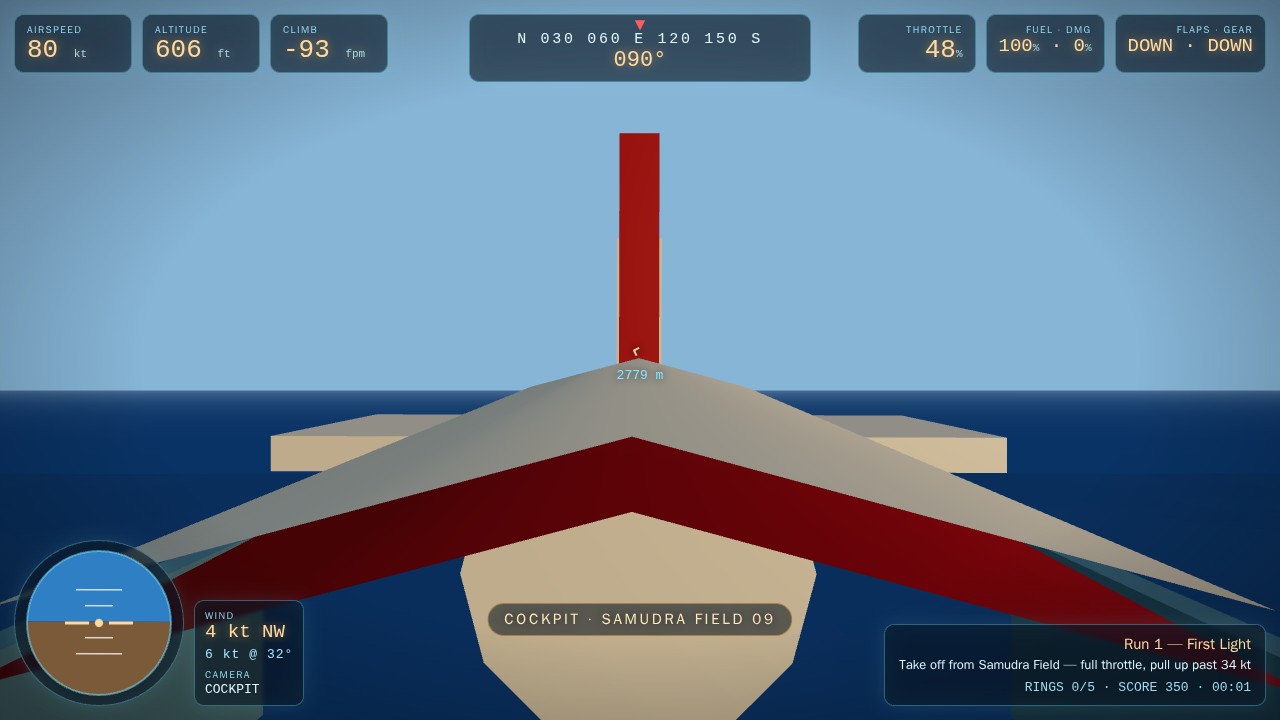 AIRSPEED
80 kt
ALTITUDE
606 ft
CLIMB
-93 fpm
N 030 060 E 120 150 S
090°
THROTTLE
48%
FUEL · DMG
100% · 0%
FLAPS · GEAR
DOWN · DOWN
2779 m
COCKPIT · SAMUDRA FIELD 09
WIND
4 kt NW
6 kt @ 32°
CAMERA
COCKPIT
Run 1 — First Light
Take off from Samudra Field — full throttle, pull up past 34 kt
RINGS 0/5 · SCORE 350 · 00:01